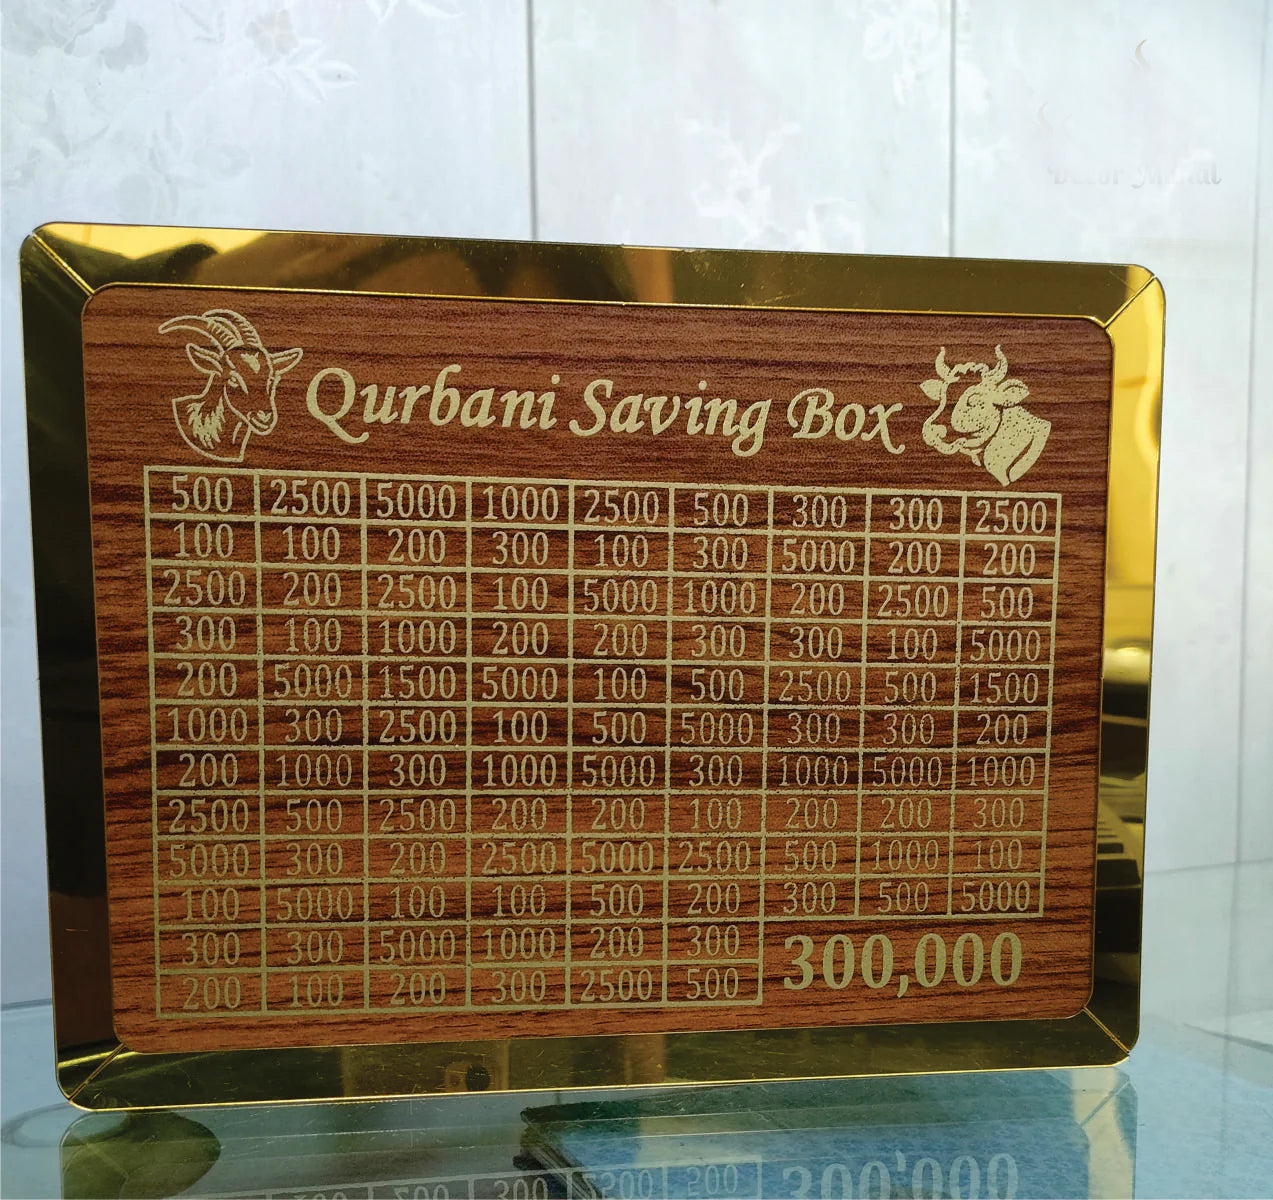 Decor Mahal
Qurbani Saving Box
500 2500 5000 1000 2500 500 300 300 2500
100 100 200 300 100 300 5000 200 200
2500 200 2500 100 5000 1000 200 2500 500
300 100 1000 200 200 300 300 100 5000
200 5000 1500 5000 100 500 2500 500 1500
1000 300 2500 100 500 5000 300 300 200
200 1000 300 1000 5000 300 1000 5000 1000
2500 500 2500 200 200 100 200 200 300
5000 300 200 2500 5000 2500 500 1000 100
100 5000 100 100 500 200 300 500 5000
300 300 5000 1000 200 300 300,000
200 100 200 300 2500 500